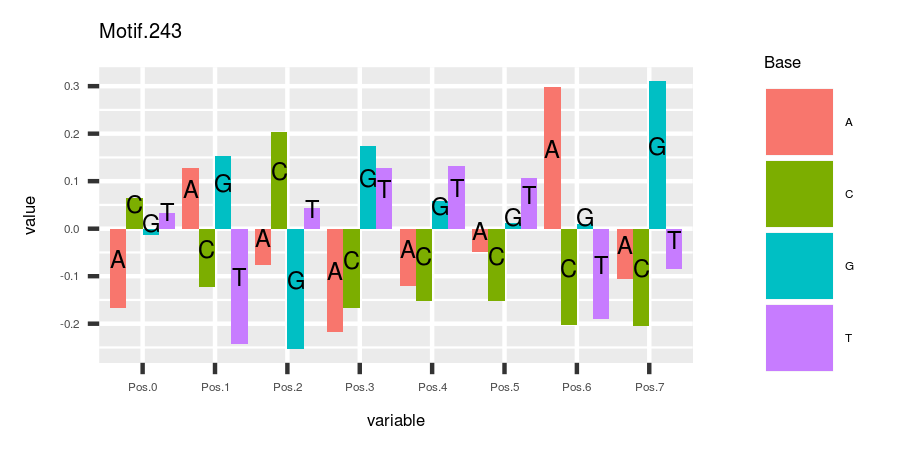 Motif.243
Base
0.3
0.2
0.1
0.0
-0.1
-0.2
value
A C G T A C G T A C G T A C G T A C G T A C G T A C G T A C G T
A
C
G
T
Pos.0 Pos.1 Pos.2 Pos.3 Pos.4 Pos.5 Pos.6 Pos.7
variable